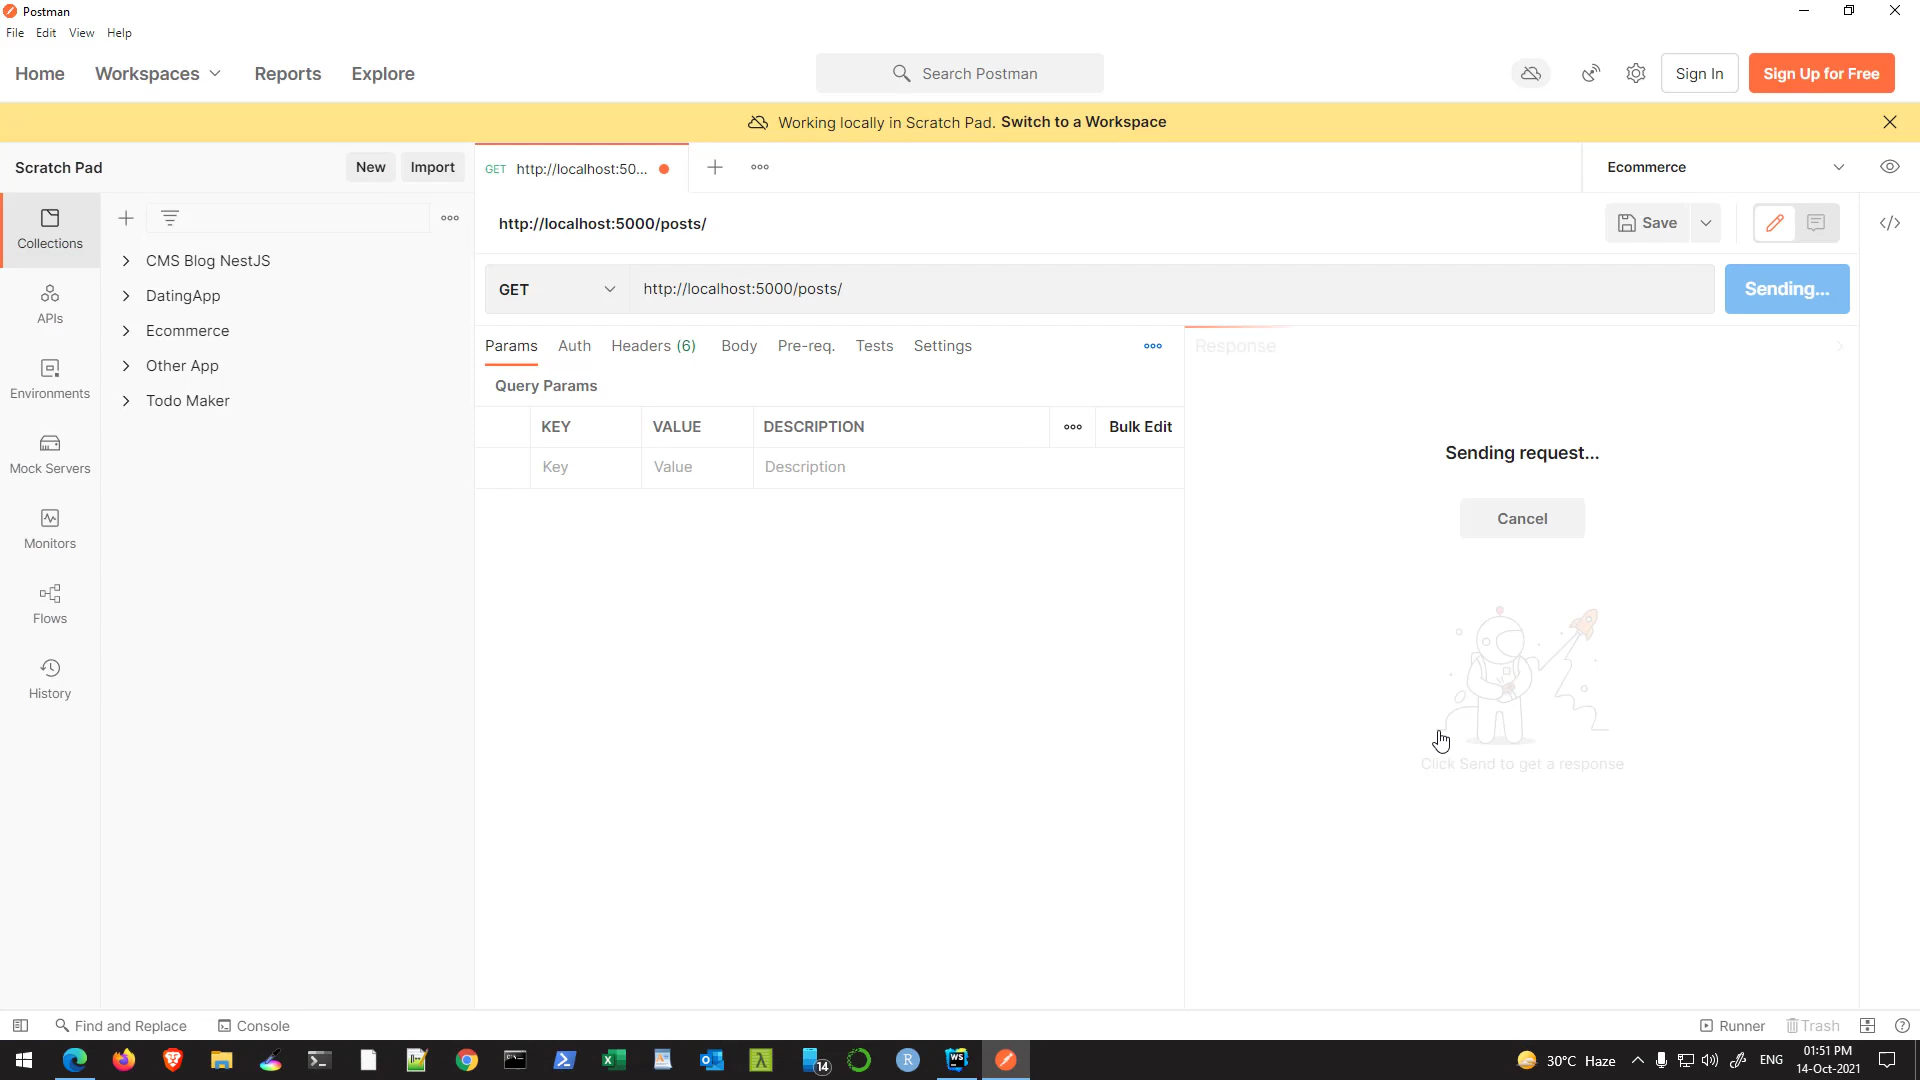 Postman
File Edit View Help
Home Workspaces Reports Explore
Search Postman
Sign In
Sign Up for Free
Working locally in Scratch Pad. Switch to a Workspace
Scratch Pad
New
Import
GET http://localhost:50...
Ecommerce
Collections
APIs
Environments
Mock Servers
Monitors
Flows
History
CMS Blog NestJS
DatingApp
Ecommerce
Other App
Todo Maker
http://localhost:5000/posts/
Save
GET
http://localhost:5000/posts/
Sending...
Params Auth Headers (6) Body Pre-req. Tests Settings
Query Params
KEY VALUE DESCRIPTION Bulk Edit
Key Value Description
Response
Sending request...
Cancel
Click Send to get a response
Find and Replace
Console
Runner
Trash
WS
14
R
30°C Haze
ENG
01:51 PM
14-Oct-2021